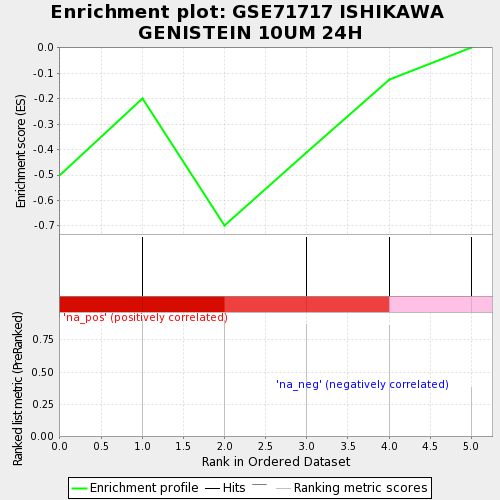 Enrichment plot: GSE71717 ISHIKAWA
GENISTEIN 10UM 24H
Enrichment score (ES)
0.0
-0.1
-0.2
-0.3
-0.4
-0.5
-0.6
-0.7
'na_pos' (positively correlated)
'na_neg' (negatively correlated)
Ranked list metric (PreRanked)
0.75
0.50
0.25
0.00
0.0 0.5 1.0 1.5 2.0 2.5 3.0 3.5 4.0 4.5 5.0
Rank in Ordered Dataset
Enrichment profile Hits Ranking metric scores